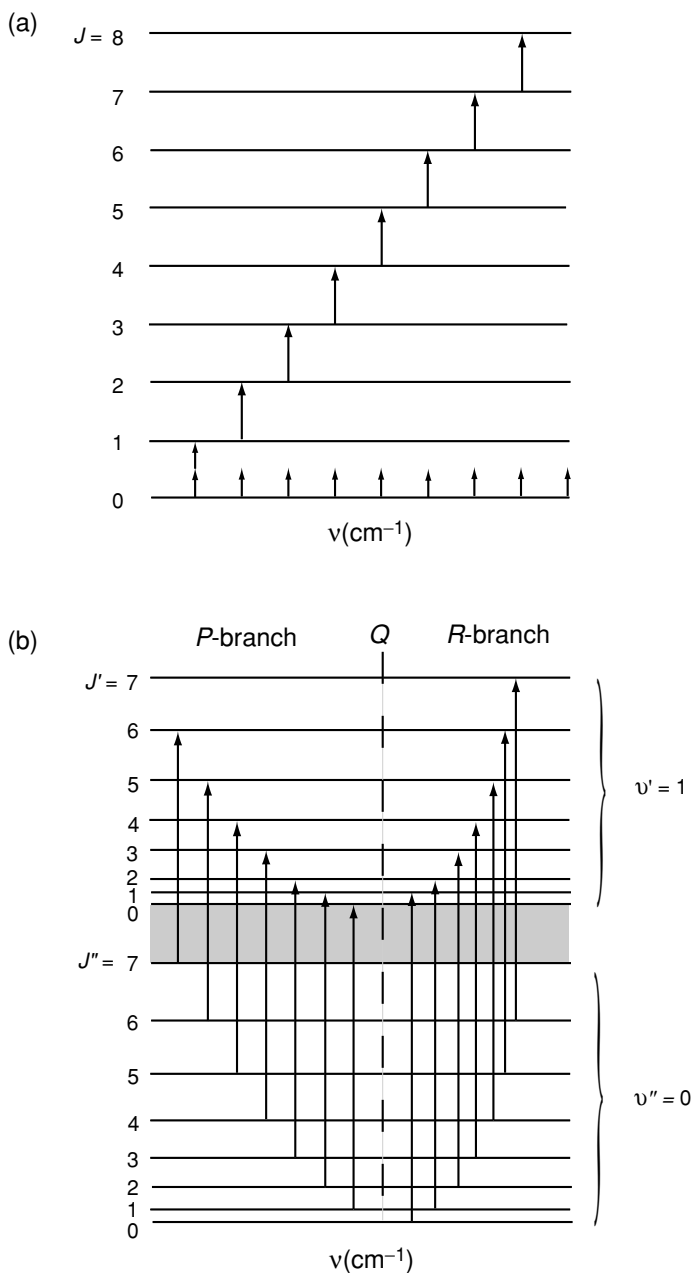 (a)
J = 8
7
6
5
4
3
2
1
0
ν(cm⁻¹)
(b)
P-branch Q R-branch
J' = 7
6
5
4
3
2
1
0
υ' = 1
J'' = 7
6
5
4
3
2
1
0
υ'' = 0
ν(cm⁻¹)